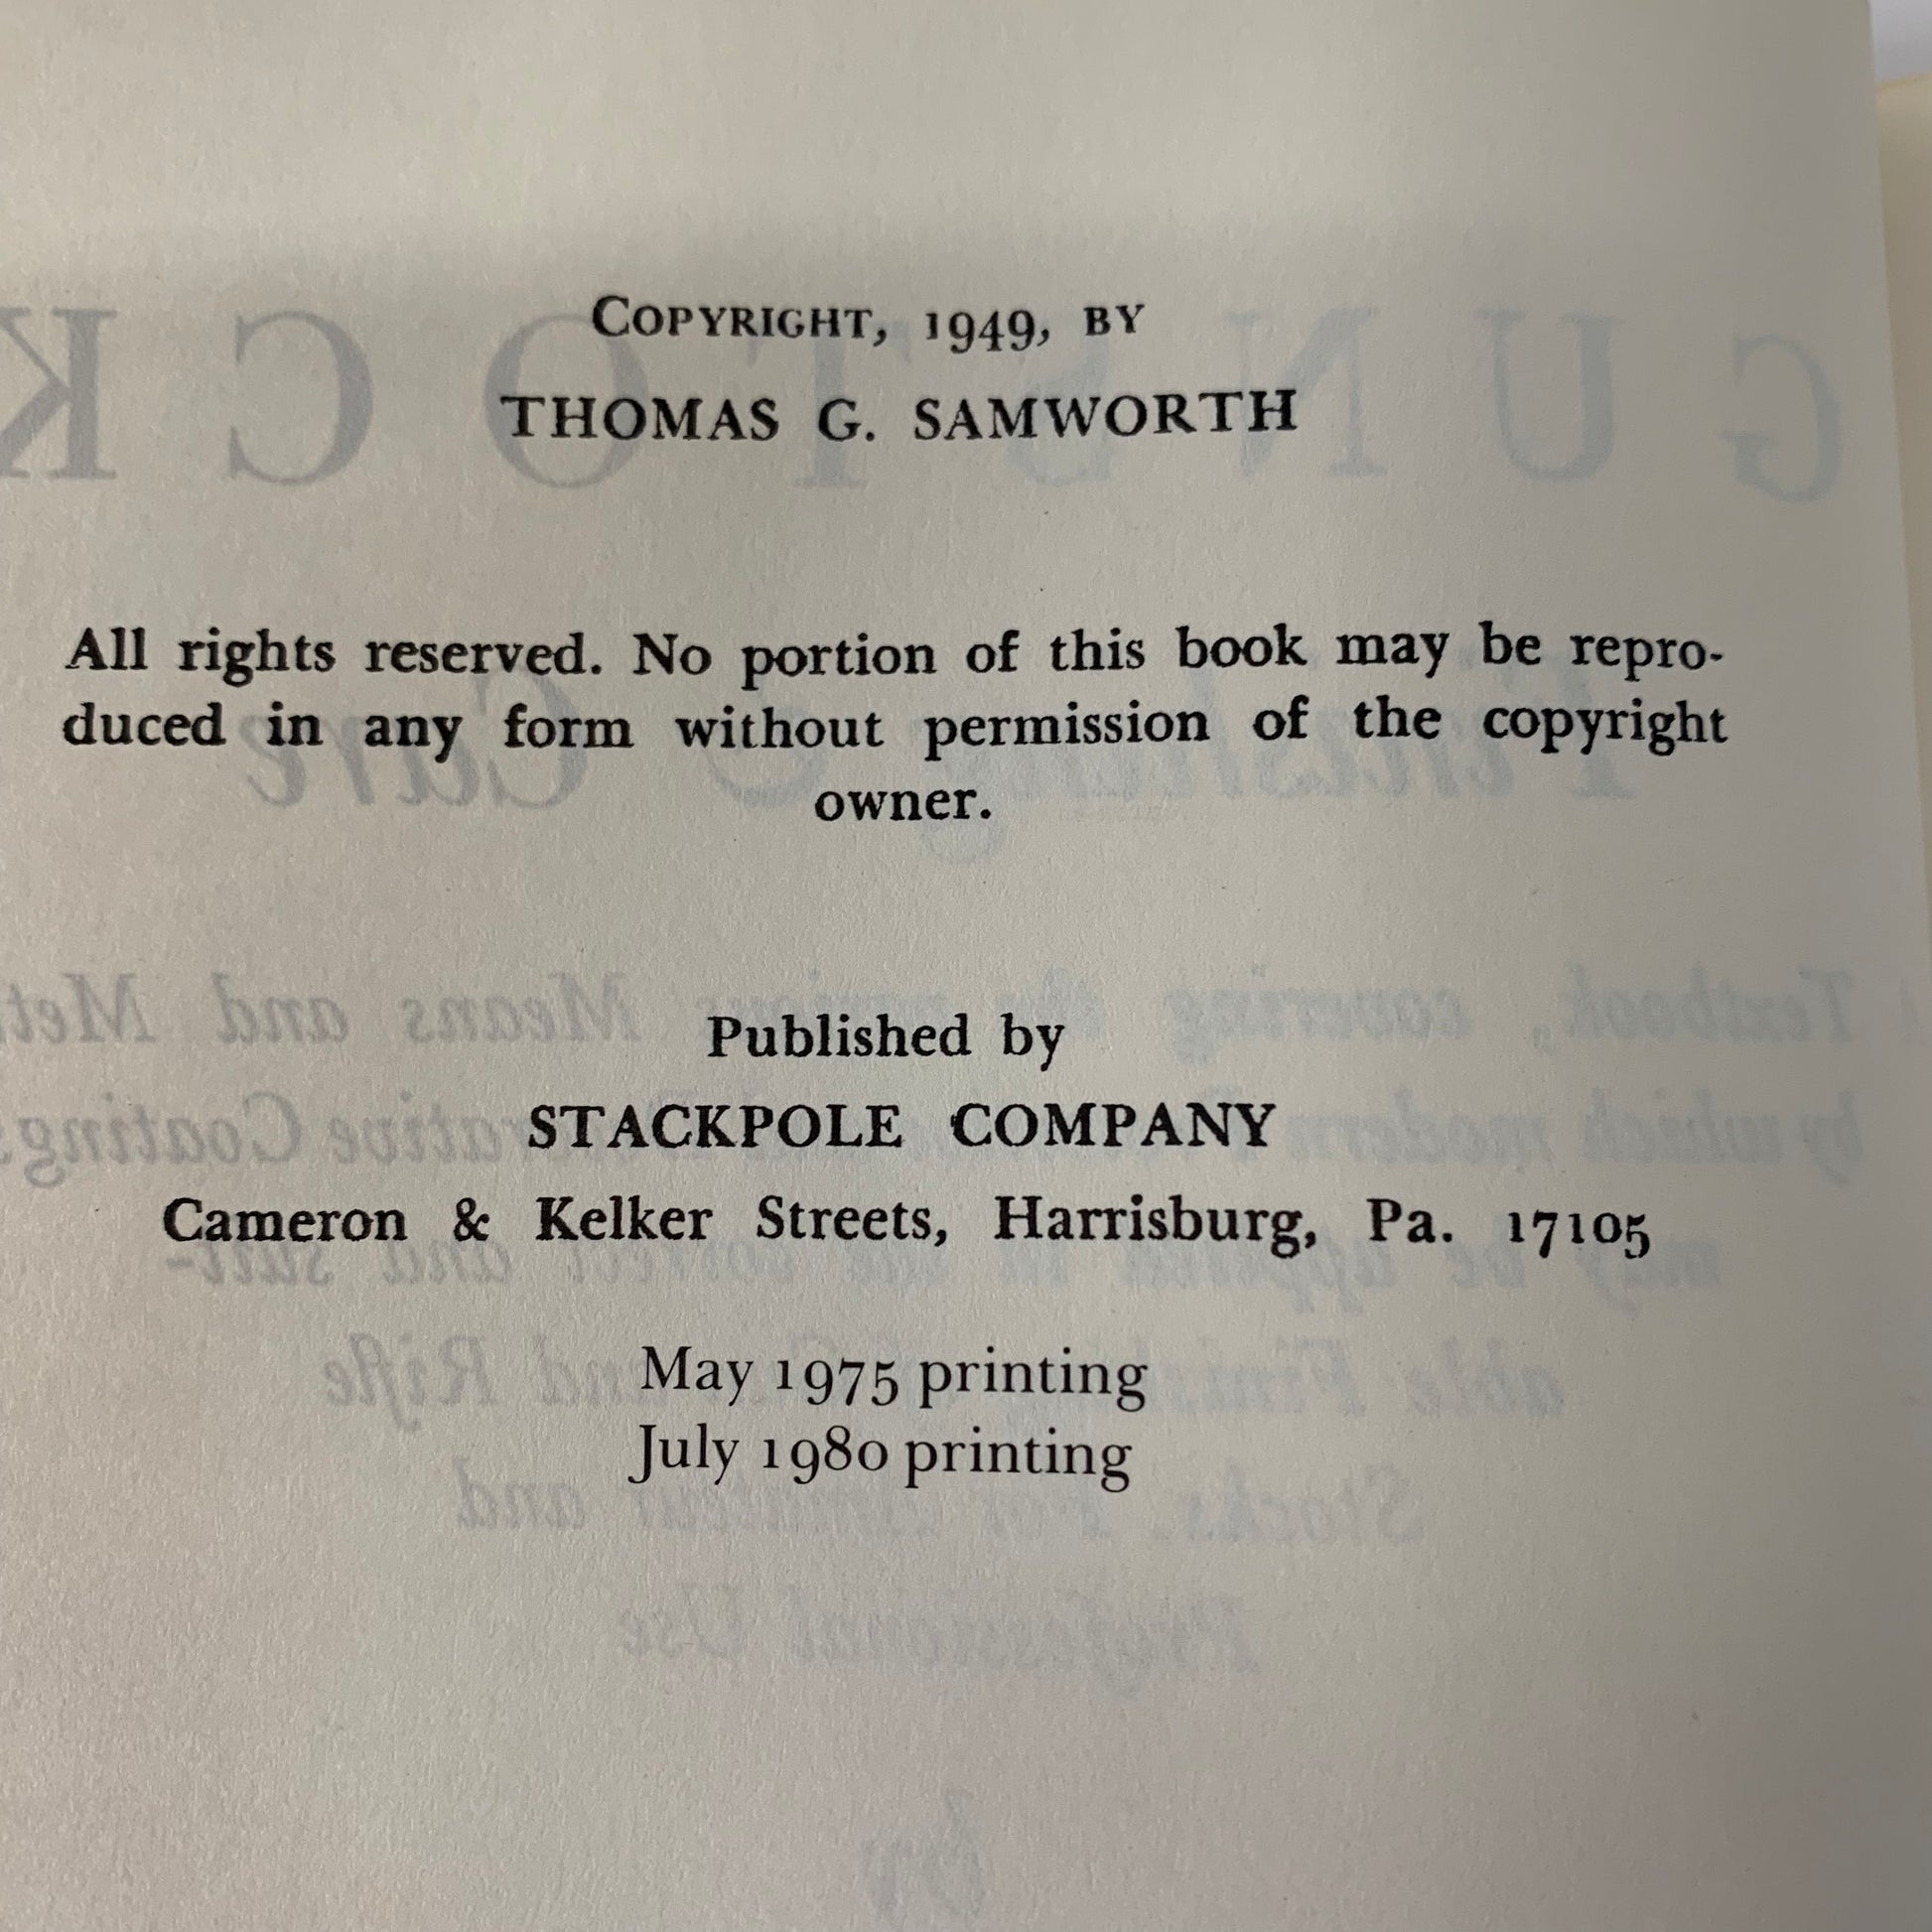 COPYRIGHT, 1949, BY
THOMAS G. SAMWORTH
All rights reserved. No portion of this book may be repro-
duced in any form without permission of the copyright
owner.
Published by
STACKPOLE COMPANY
Cameron & Kelker Streets, Harrisburg, Pa. 17105
May 1975 printing
July 1980 printing